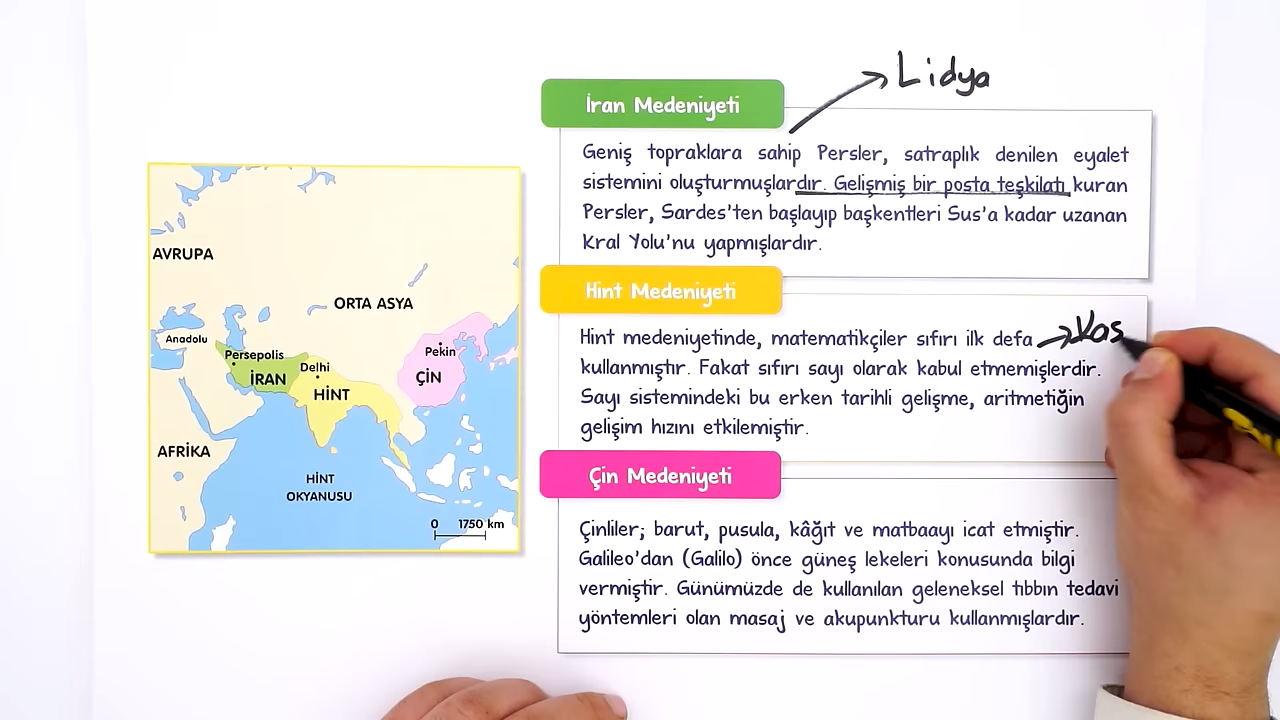 Lidya
İran Medeniyeti
Geniş topraklara sahip Persler, satraplık denilen eyalet
sistemini oluşturmuşlardır. Gelişmiş bir posta teşkilatı kuran
Persler, Sardes'ten başlayıp başkentleri Sus'a kadar uzanan
Kral Yolu'nu yapmışlardır.
Hint Medeniyeti
Hint medeniyetinde, matematikçiler sıfırı ilk defa
Kas
kullanmıştır. Fakat sıfırı sayı olarak kabul etmemişlerdir.
Sayı sistemindeki bu erken tarihli gelişme, aritmetiğin
gelişim hızını etkilemiştir.
Çin Medeniyeti
Çinliler; barut, pusula, kâğıt ve matbaayı icat etmiştir.
Galileo'dan (Galilo) önce güneş lekeleri konusunda bilgi
vermiştir. Günümüzde de kullanılan geleneksel tıbbın tedavi
yöntemleri olan masaj ve akupunkturu kullanmışlardır.
AVRUPA
ORTA ASYA
Anadolu
Persepolis
İRAN
Delhi
HİNT
Pekin
ÇİN
AFRİKA
HİNT
OKYANUSU
0 1750 km